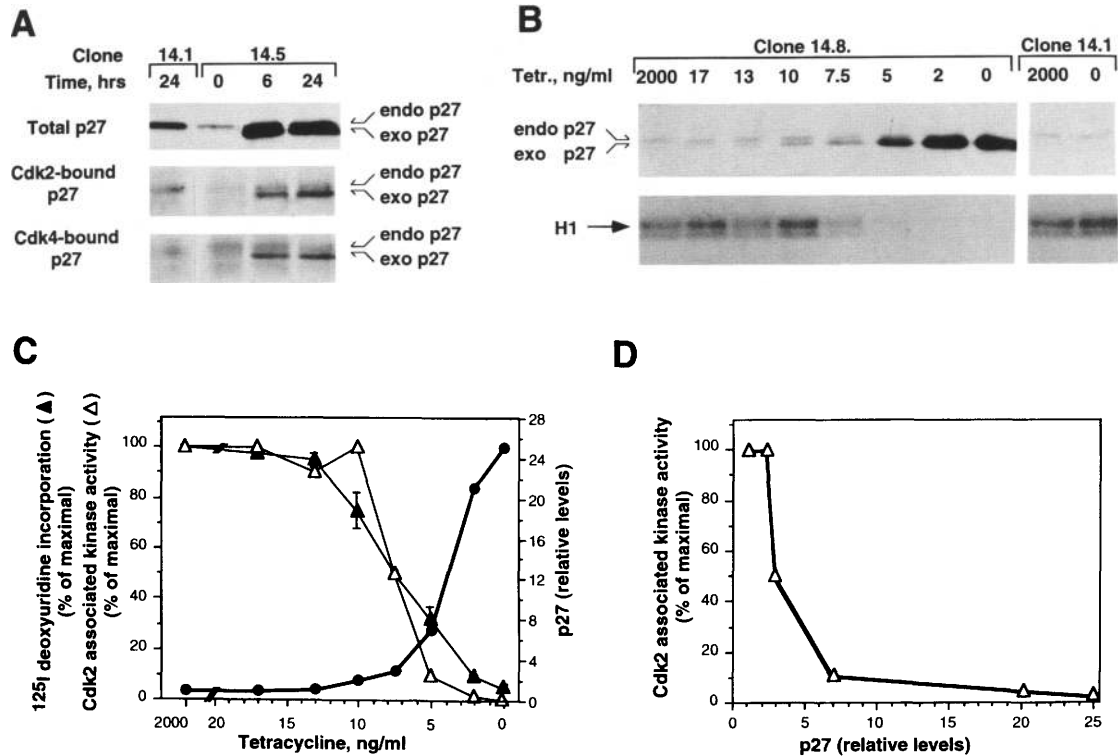 A
Clone 14.1 14.5
Time, hrs 24 0 6 24
Total p27
endo p27
exo p27
Cdk2-bound
p27
endo p27
exo p27
Cdk4-bound
p27
endo p27
exo p27
B
Clone 14.8. Clone 14.1
Tetr., ng/ml 2000 17 13 10 7.5 5 2 0 2000 0
endo p27
exo p27
H1
C
125I deoxyuridine incorporation (▲)
(% of maximal)
Cdk2 associated kinase activity (△)
(% of maximal)
100
80
60
40
20
0
28
24
20
16
12
8
4
0
p27 (relative levels)
2000 20 15 10 5 0
Tetracycline, ng/ml
D
Cdk2 associated kinase activity
(% of maximal)
100
80
60
40
20
0
0 5 10 15 20 25
p27 (relative levels)